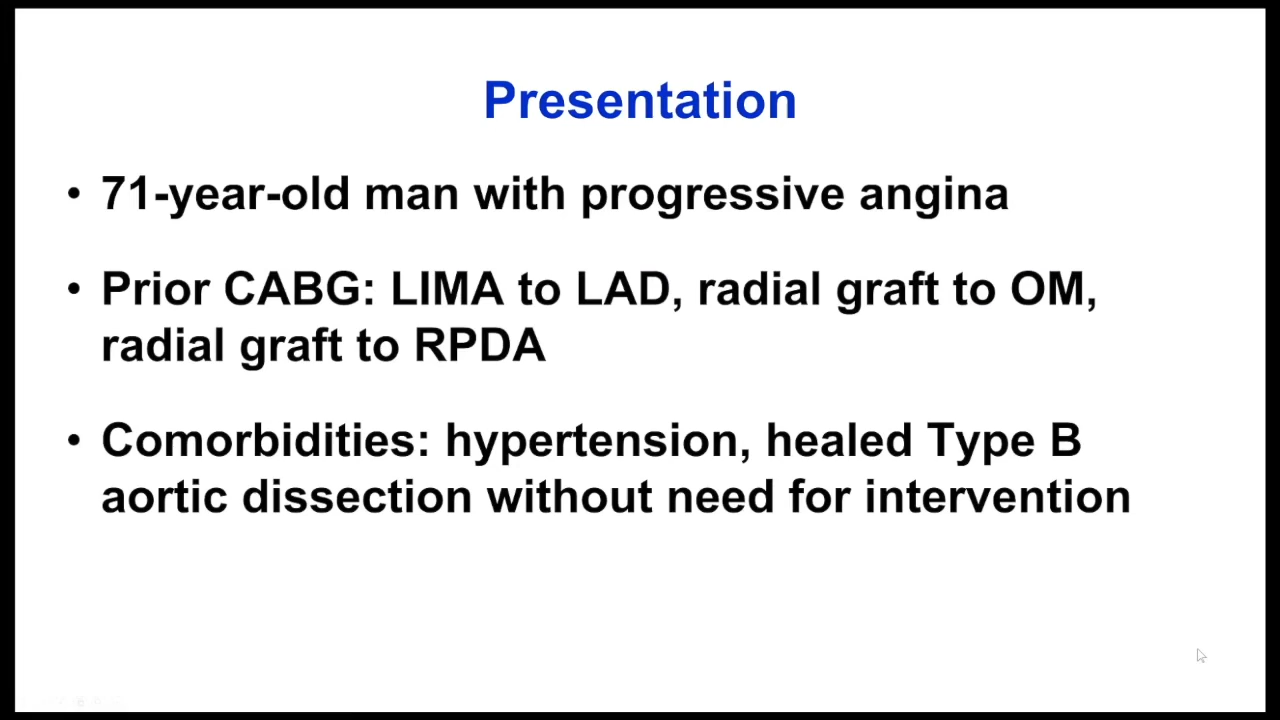 Presentation
• 71-year-old man with progressive angina
• Prior CABG: LIMA to LAD, radial graft to OM,
radial graft to RPDA
• Comorbidities: hypertension, healed Type B
aortic dissection without need for intervention